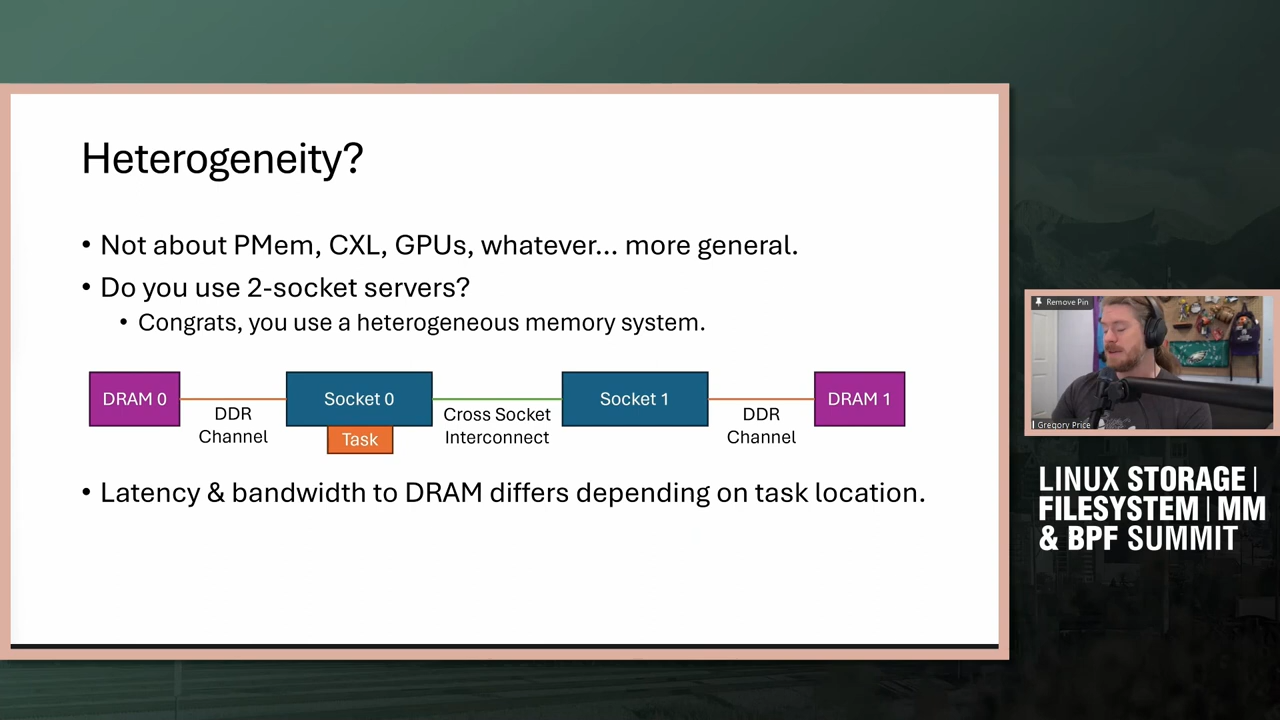 Heterogeneity?
• Not about PMem, CXL, GPUs, whatever… more general.
• Do you use 2-socket servers?
• Congrats, you use a heterogeneous memory system.
DRAM 0
DDR
Channel
Socket 0
Task
Cross Socket
Interconnect
Socket 1
DDR
Channel
DRAM 1
• Latency & bandwidth to DRAM differs depending on task location.
Remove Pin
Gregory Price
LINUX STORAGE |
FILESYSTEM | MM
& BPF SUMMIT